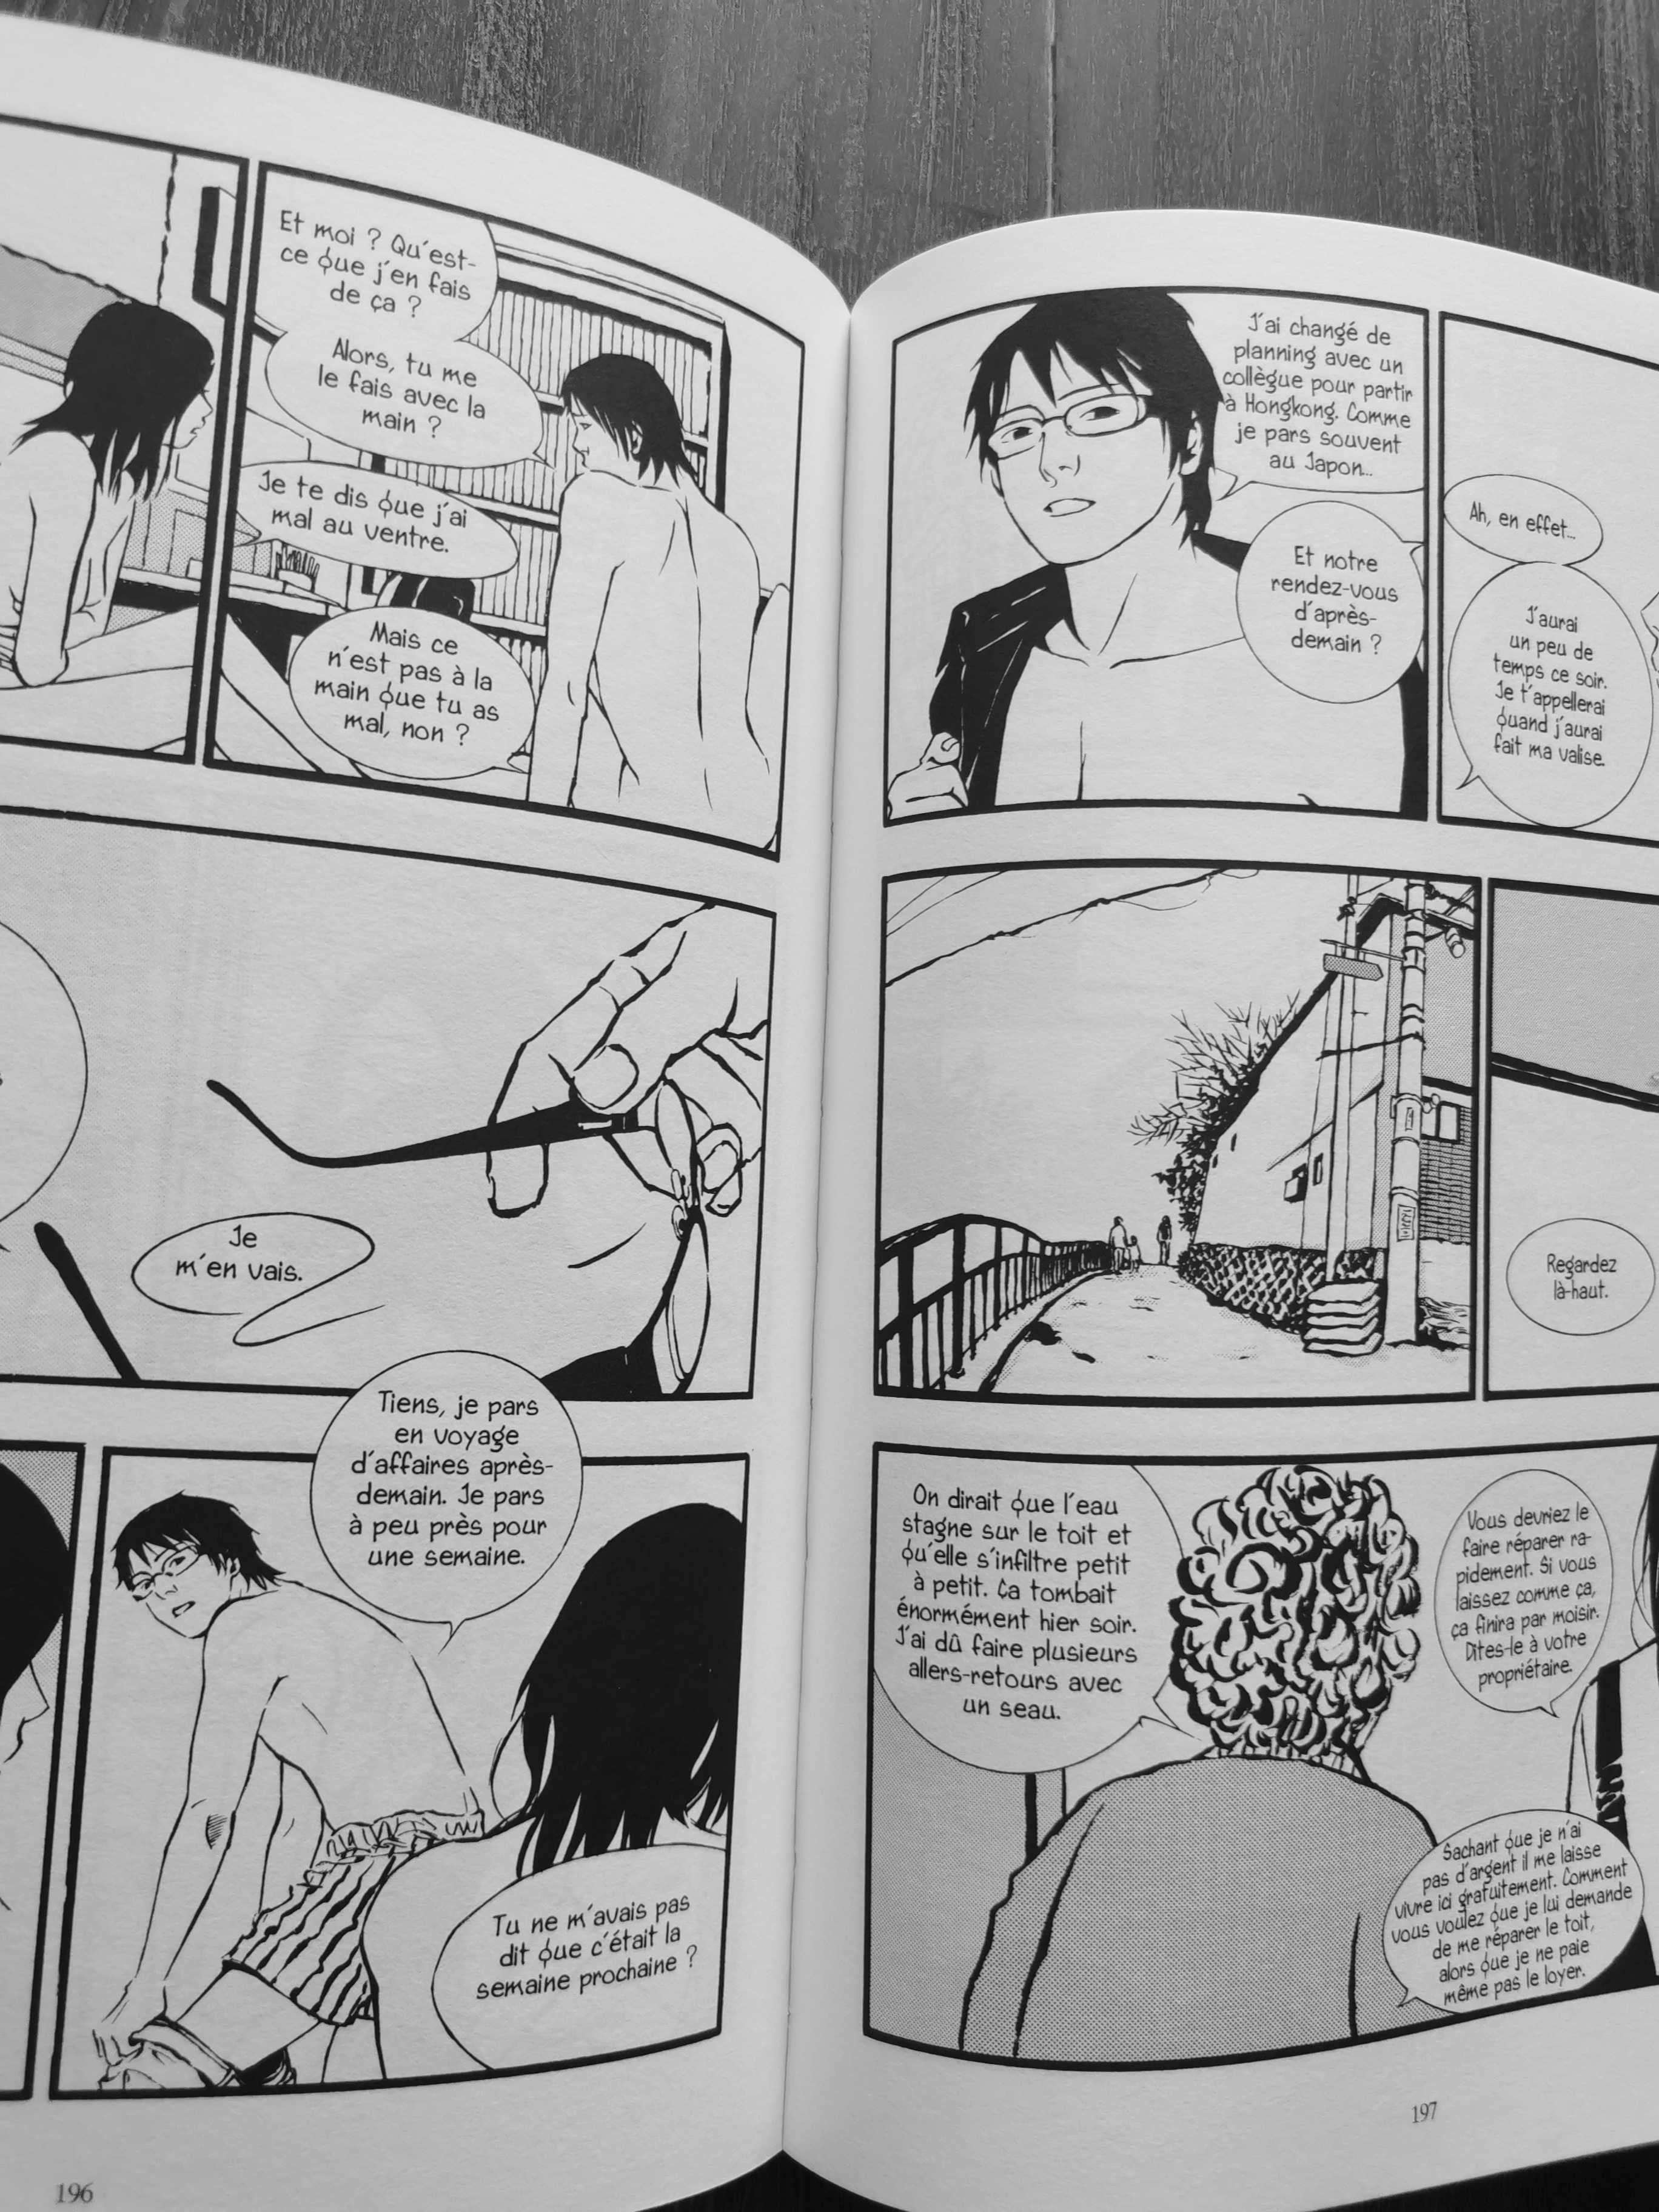 Et moi ? Qu'est-
ce que j'en fais
de ça ?
Alors, tu me
le fais avec la
main ?
Je te dis que j'ai
mal au ventre.
Mais ce
n'est pas à la
main que tu as
mal, non ?
Je
m'en vais.
Tiens, je pars
en voyage
d'affaires après-
demain. Je pars
à peu près pour
une semaine.
Tu ne m'avais pas
dit que c'était la
semaine prochaine ?
196
J'ai changé de
planning avec un
collègue pour partir
à Hongkong. Comme
je pars souvent
au Japon...
Et notre
rendez-vous
d'après-
demain ?
Ah, en effet...
J'aurai
un peu de
temps ce soir.
Je t'appellerai
quand j'aurai
fait ma valise.
Regardez
là-haut.
On dirait que l'eau
stagne sur le toit et
qu'elle s'infiltre petit
à petit. Ca tombait
énormément hier soir.
J'ai dû faire plusieurs
allers-retours avec
un seau.
Vous devriez le
faire réparer ra-
pidement. Si vous
laissez comme ça,
ça finira par moisir.
Dites-le à votre
propriétaire.
Sachant que je n'ai
pas d'argent il me laisse
vivre ici gratuitement. Comment
vous voulez que je lui demande
de me réparer le toit,
alors que je ne paie
même pas le loyer.
197